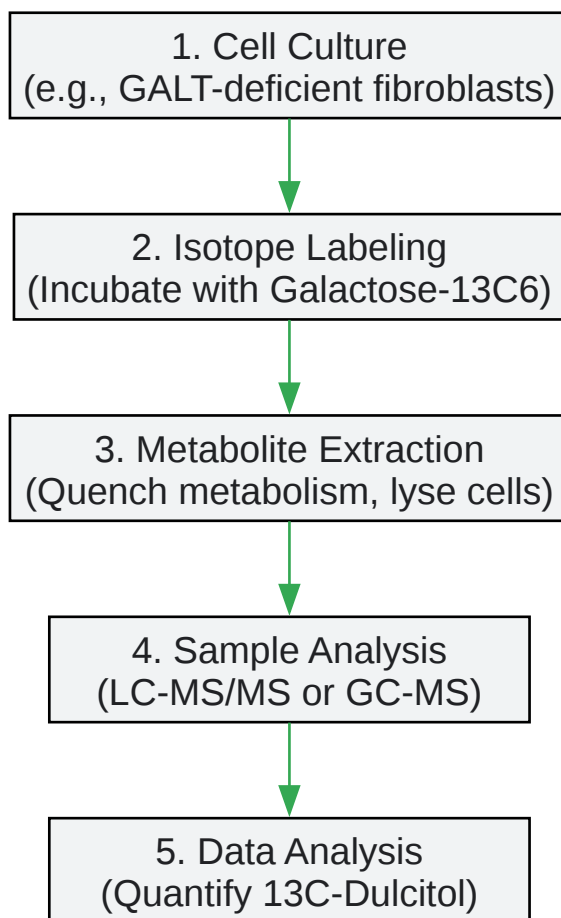 1. Cell Culture
(e.g., GALT-deficient fibroblasts)
2. Isotope Labeling
(Incubate with Galactose-13C6)
3. Metabolite Extraction
(Quench metabolism, lyse cells)
4. Sample Analysis
(LC-MS/MS or GC-MS)
5. Data Analysis
(Quantify 13C-Dulcitol)